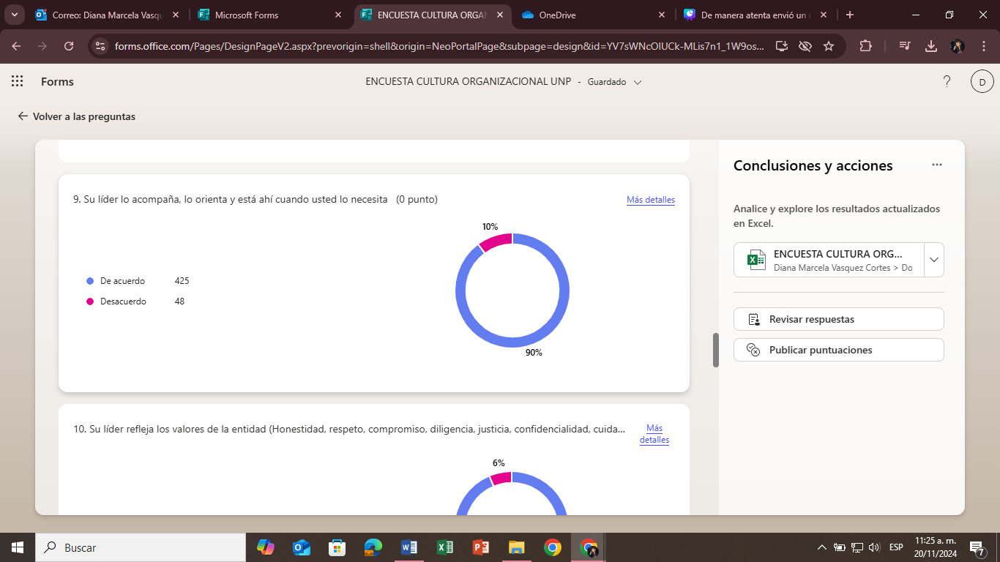 Correo: Diana Marcela Vasqu
Microsoft Forms
ENCUESTA CULTURA ORGAN
OneDrive
De manera atenta envió un
forms.office.com/Pages/DesignPageV2.aspx?prevorigin=shell&origin=NeoPortalPage&subpage=design&id=YV7sWNcOIUCk-MLis7n1_1W9os...
Forms
ENCUESTA CULTURA ORGANIZACIONAL UNP - Guardado
?
D
Volver a las preguntas
9. Su líder lo acompaña, lo orienta y está ahí cuando usted lo necesita (0 punto)
Más detalles
10%
De acuerdo 425
Desacuerdo 48
90%
10. Su líder refleja los valores de la entidad (Honestidad, respeto, compromiso, diligencia, justicia, confidencialidad, cuida...
Más
detalles
6%
Conclusiones y acciones
Analice y explore los resultados actualizados
en Excel.
ENCUESTA CULTURA ORG...
Diana Marcela Vasquez Cortes > Do
Revisar respuestas
Publicar puntuaciones
Buscar
ESP
11:25 a. m.
20/11/2024
7